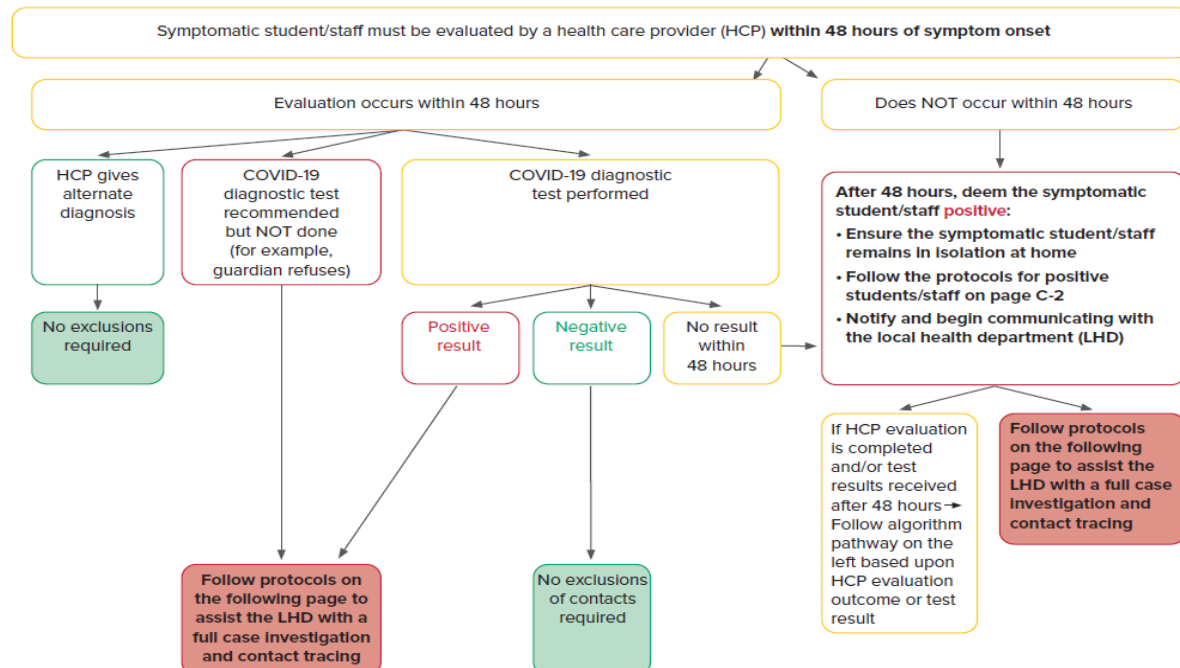 Symptomatic student/staff must be evaluated by a health care provider (HCP) within 48 hours of symptom onset
Evaluation occurs within 48 hours
Does NOT occur within 48 hours
HCP gives
alternate
diagnosis
COVID-19
diagnostic test
recommended
but NOT done
(for example,
guardian refuses)
COVID-19 diagnostic
test performed
After 48 hours, deem the symptomatic
student/staff positive:
• Ensure the symptomatic student/staff
remains in isolation at home
• Follow the protocols for positive
students/staff on page C-2
• Notify and begin communicating with
the local health department (LHD)
No exclusions
required
Positive
result
Negative
result
No result
within
48 hours
If HCP evaluation
is completed
and/or test
results received
after 48 hours →
Follow algorithm
pathway on the
left based upon
HCP evaluation
outcome or test
result
Follow protocols
on the following
page to assist the
LHD with a full case
investigation and
contact tracing
Follow protocols on
the following page to
assist the LHD with a
full case investigation
and contact tracing
No exclusions
of contacts
required